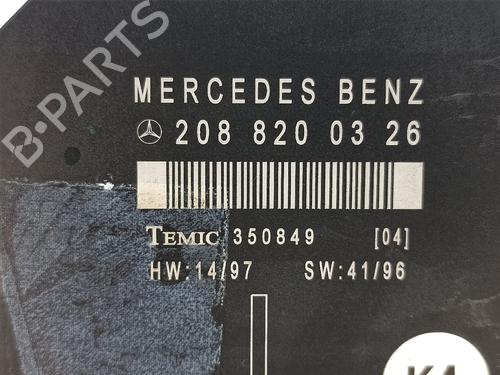 MERCEDES BENZ
208 820 03 26
TEMIC 350849 [04]
HW:14/97 SW:41/96
B-PARTS